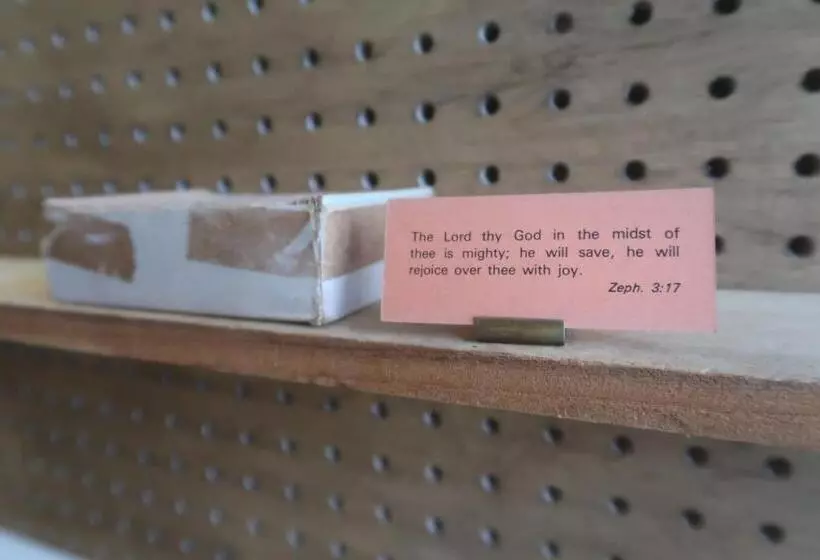 The Lord thy God in the midst of
thee is mighty; he will save, he will
rejoice over thee with joy.
Zeph. 3:17